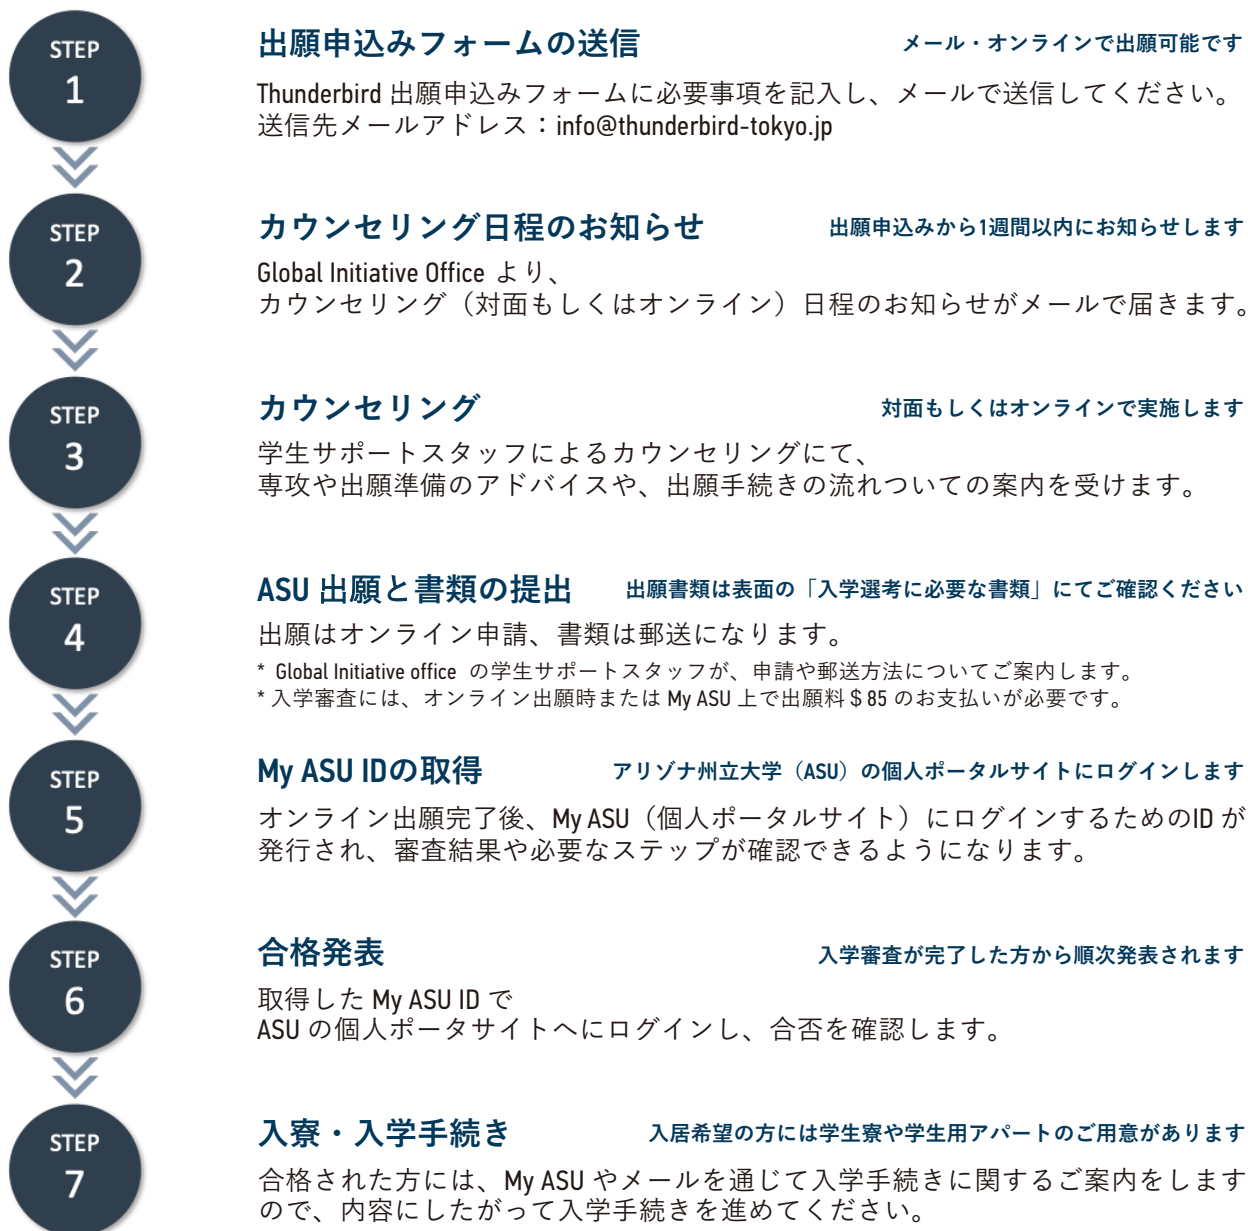 STEP
1
出願申込みフォームの送信
メール・オンラインで出願可能です
Thunderbird 出願申込みフォームに必要事項を記入し、メールで送信してください。
送信先メールアドレス：info@thunderbird-tokyo.jp
STEP
2
カウンセリング日程のお知らせ
出願申込みから1週間以内にお知らせします
Global Initiative Office より、
カウンセリング（対面もしくはオンライン）日程のお知らせがメールで届きます。
STEP
3
カウンセリング
対面もしくはオンラインで実施します
学生サポートスタッフによるカウンセリングにて、
専攻や出願準備のアドバイスや、出願手続きの流れついての案内を受けます。
STEP
4
ASU 出願と書類の提出
出願書類は表面の「入学選考に必要な書類」にてご確認ください
出願はオンライン申請、書類は郵送になります。
* Global Initiative office の学生サポートスタッフが、申請や郵送方法についてご案内します。
* 入学審査には、オンライン出願時または My ASU 上で出願料＄85 のお支払いが必要です。
STEP
5
My ASU IDの取得
アリゾナ州立大学（ASU）の個人ポータルサイトにログインします
オンライン出願完了後、My ASU（個人ポータルサイト）にログインするためのID が
発行され、審査結果や必要なステップが確認できるようになります。
STEP
6
合格発表
入学審査が完了した方から順次発表されます
取得した My ASU ID で
ASU の個人ポータサイトへにログインし、合否を確認します。
STEP
7
入寮・入学手続き
入居希望の方には学生寮や学生用アパートのご用意があります
合格された方には、My ASU やメールを通じて入学手続きに関するご案内をします
ので、内容にしたがって入学手続きを進めてください。